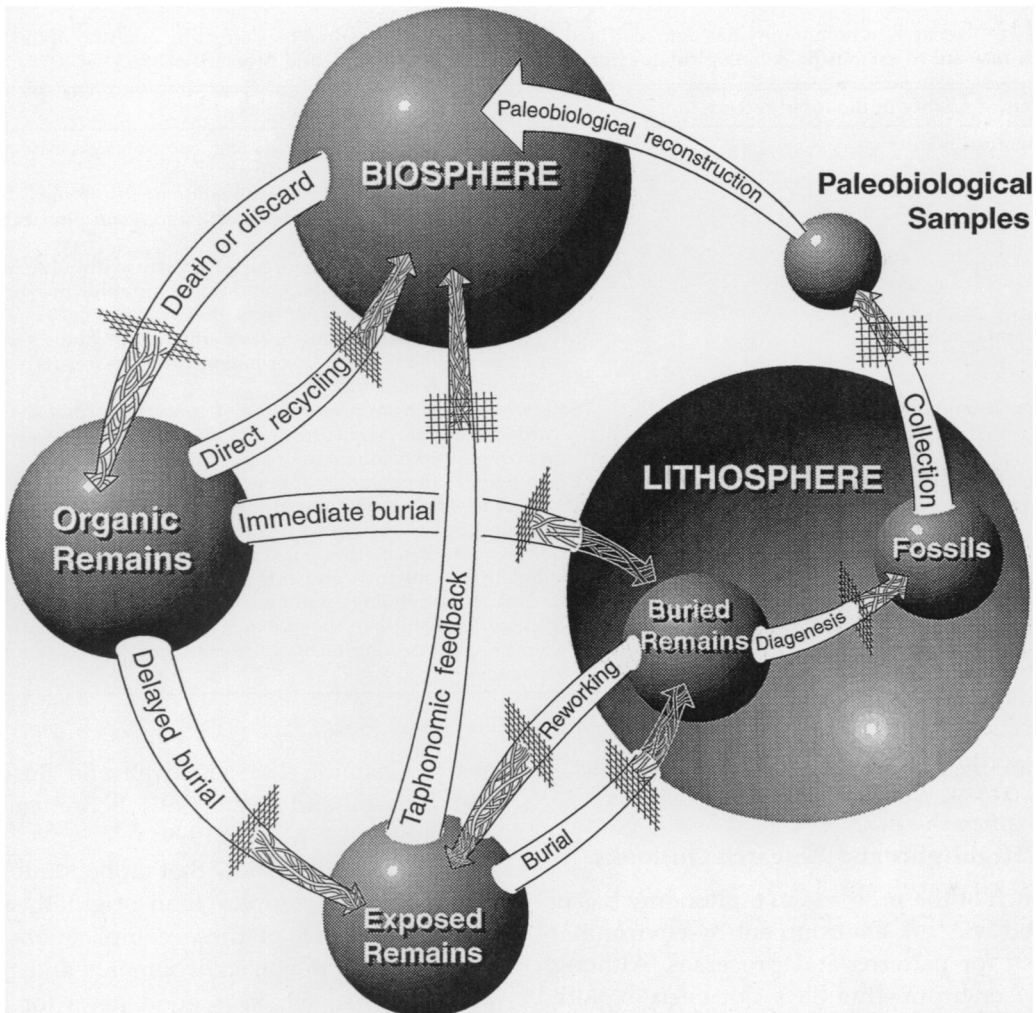 BIOSPHERE
Paleobiological reconstruction
Paleobiological
Samples
Death or discard
Direct recycling
Collection
LITHOSPHERE
Organic
Remains
Immediate burial
Fossils
Buried
Remains
Diagenesis
Taphonomic feedback
Reworking
Delayed burial
Burial
Exposed
Remains